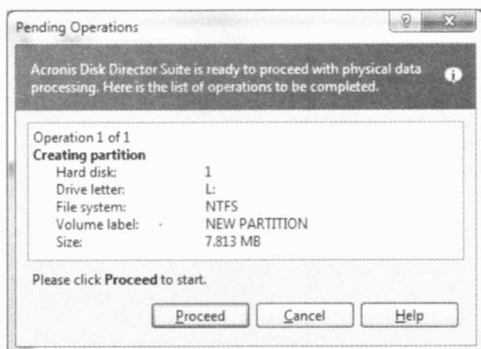 Pending Operations
Acronis Disk Director Suite is ready to proceed with physical data
processing. Here is the list of operations to be completed.
Operation 1 of 1
Creating partition
Hard disk: 1
Drive letter: L:
File system: NTFS
Volume label: NEW PARTITION
Size: 7.813 MB
Please click Proceed to start.
Proceed Cancel Help